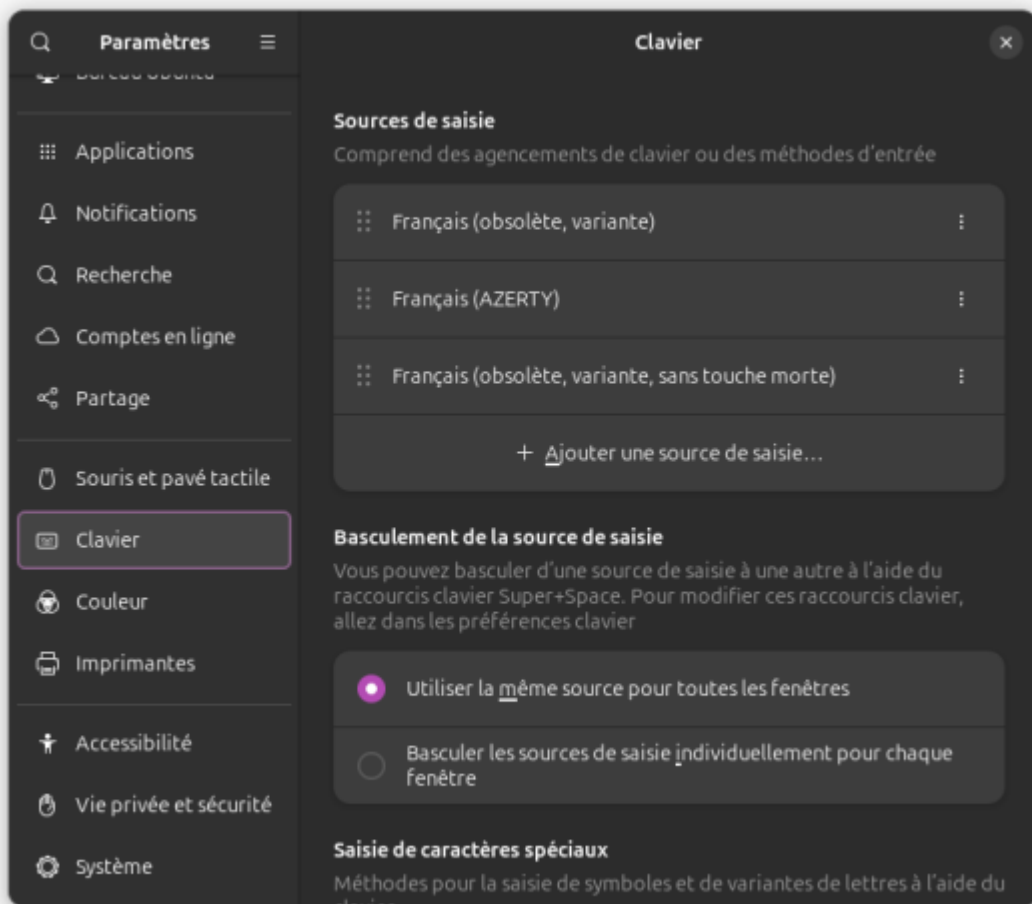 Paramètres
Bureau Ubuntu
Applications
Notifications
Recherche
Comptes en ligne
Partage
Souris et pavé tactile
Clavier
Couleur
Imprimantes
Accessibilité
Vie privée et sécurité
Système
Clavier
Sources de saisie
Comprend des agencements de clavier ou des méthodes d'entrée
Français (obsolète, variante)
Français (AZERTY)
Français (obsolète, variante, sans touche morte)
+ Ajouter une source de saisie…
Basculement de la source de saisie
Vous pouvez basculer d'une source de saisie à une autre à l'aide du
raccourcis clavier Super+Space. Pour modifier ces raccourcis clavier,
allez dans les préférences clavier
Utiliser la même source pour toutes les fenêtres
Basculer les sources de saisie individuellement pour chaque
fenêtre
Saisie de caractères spéciaux
Méthodes pour la saisie de symboles et de variantes de lettres à l'aide du